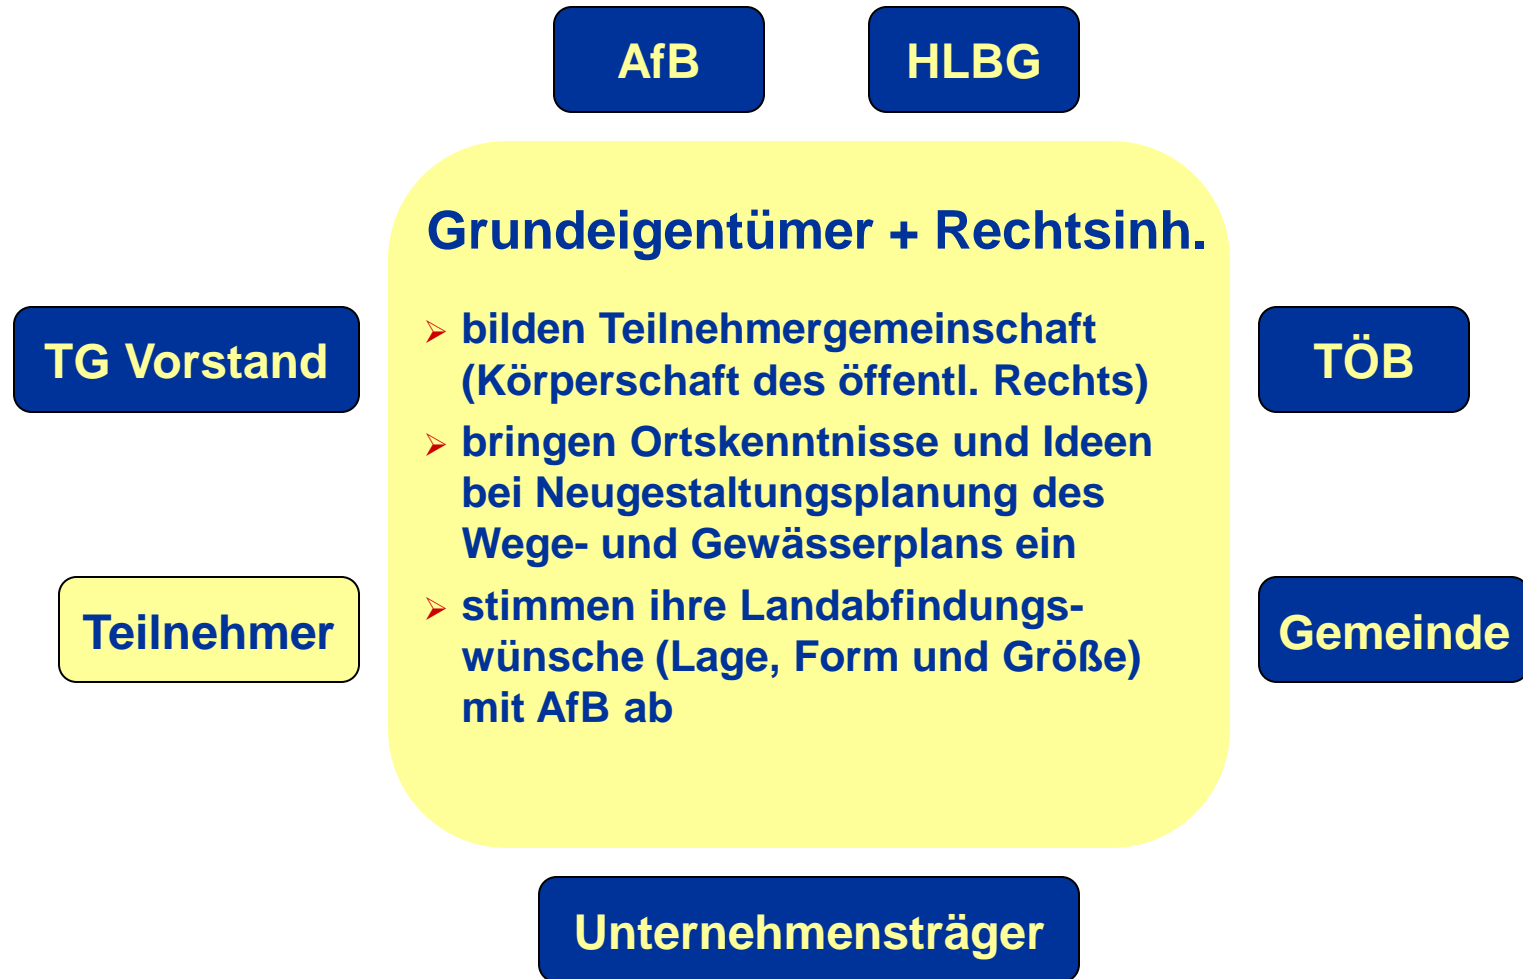 AfB
HLBG
Grundeigentümer + Rechtsinh.
TG Vorstand
➢ bilden Teilnehmergemeinschaft
(Körperschaft des öffentl. Rechts)
➢ bringen Ortskenntnisse und Ideen
bei Neugestaltungsplanung des
Wege- und Gewässerplans ein
➢ stimmen ihre Landabfindungs-
wünsche (Lage, Form und Größe)
mit AfB ab
TÖB
Teilnehmer
Gemeinde
Unternehmensträger